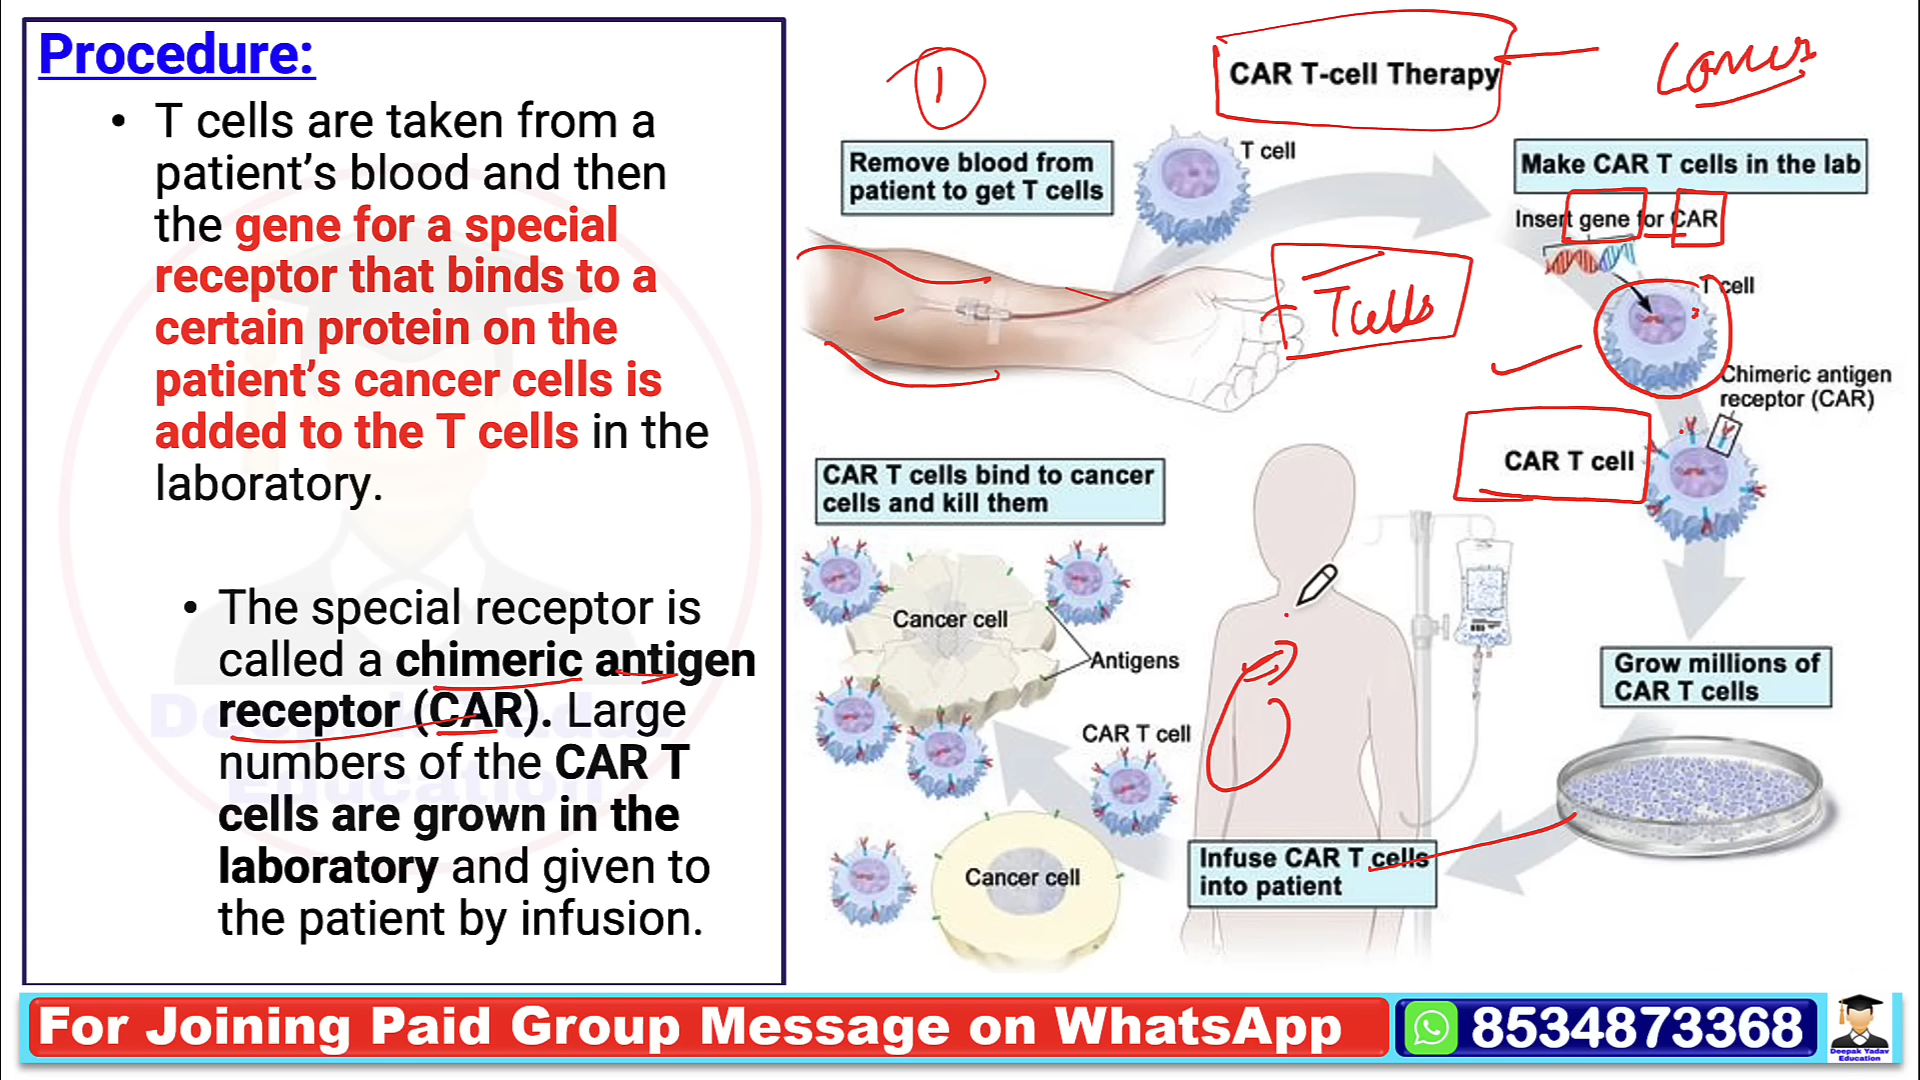 Procedure:
• T cells are taken from a
patient’s blood and then
the gene for a special
receptor that binds to a
certain protein on the
patient’s cancer cells is
added to the T cells in the
laboratory.
• The special receptor is
called a chimeric antigen
receptor (CAR). Large
numbers of the CAR T
cells are grown in the
laboratory and given to
the patient by infusion.
1
CAR T-cell Therapy
Cancer
Remove blood from
patient to get T cells
T cell
Make CAR T cells in the lab
Insert gene for CAR
T cell
T cells
Chimeric antigen
receptor (CAR)
CAR T cell
CAR T cells bind to cancer
cells and kill them
Cancer cell
Antigens
Grow millions of
CAR T cells
CAR T cell
Infuse CAR T cells
into patient
Cancer cell
For Joining Paid Group Message on WhatsApp
8534873368
Deepak Yadav
Education